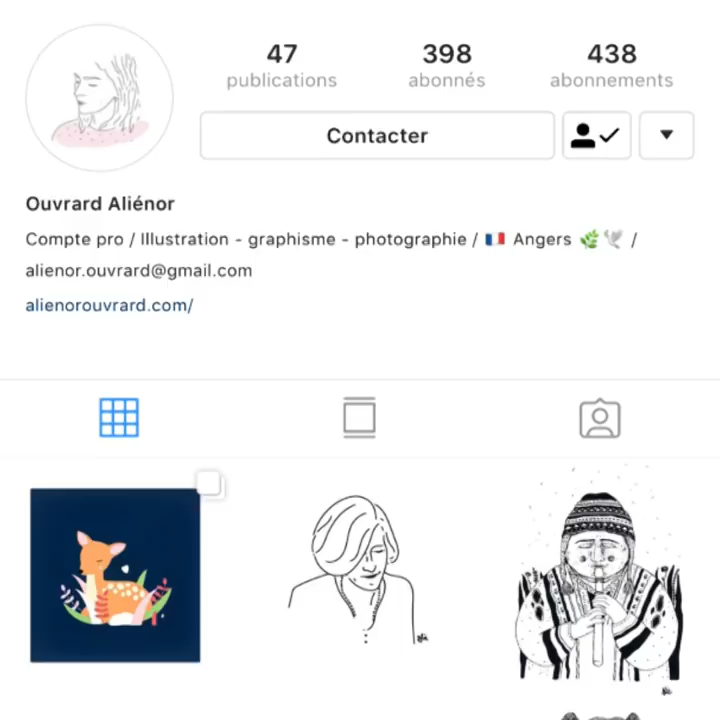 47 398 438
publications abonnés abonnements
Contacter
Ouvrard Aliénor
Compte pro / Illustration - graphisme - photographie / 🇫🇷 Angers 🌿🕊️ /
alienor.ouvrard@gmail.com
alienorouvrard.com/